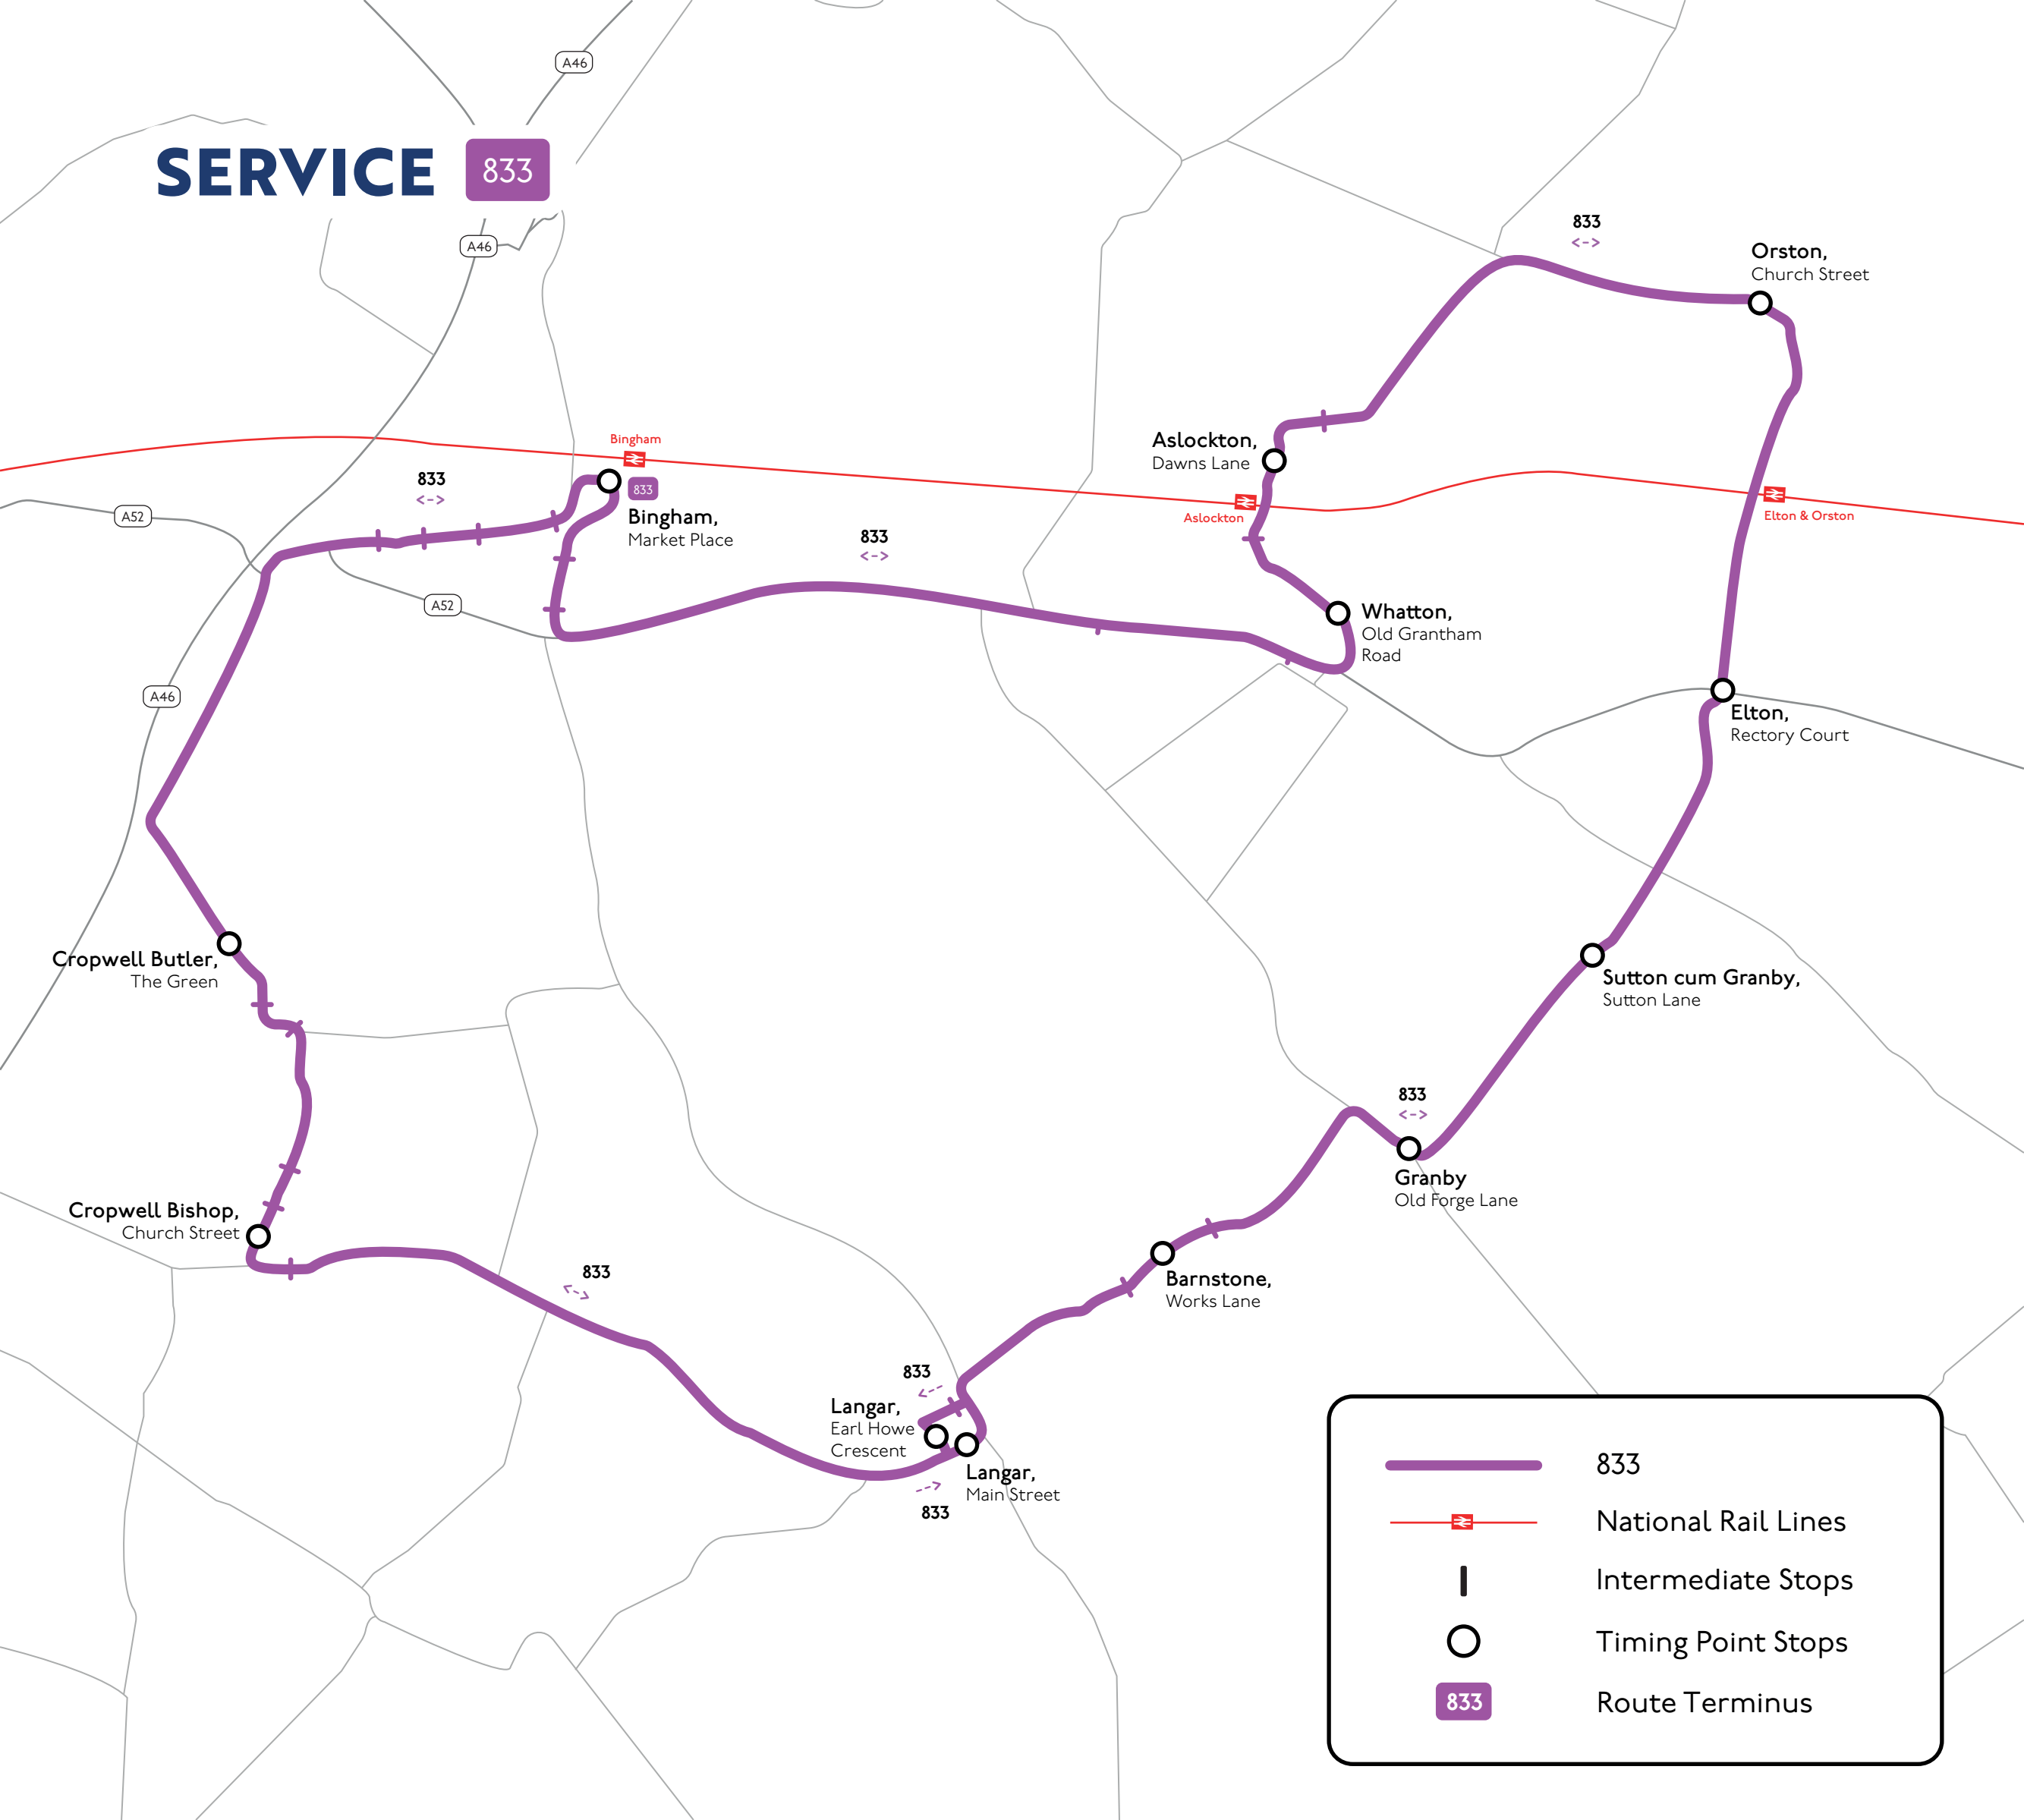 A46
SERVICE 833
A46
833
<->
Orston,
Church Street
Bingham
833
<->
Aslockton,
Dawns Lane
833
Bingham,
Market Place
A52
Aslockton
Elton & Orston
833
<->
A52
Whatton,
Old Grantham
Road
A46
Elton,
Rectory Court
Cropwell Butler,
The Green
Sutton cum Granby,
Sutton Lane
833
<->
Granby
Old Forge Lane
Cropwell Bishop,
Church Street
833
<-->
Barnstone,
Works Lane
833
<--
Langar,
Earl Howe
Crescent
Langar,
Main Street
-->
833
833
National Rail Lines
Intermediate Stops
Timing Point Stops
833 Route Terminus